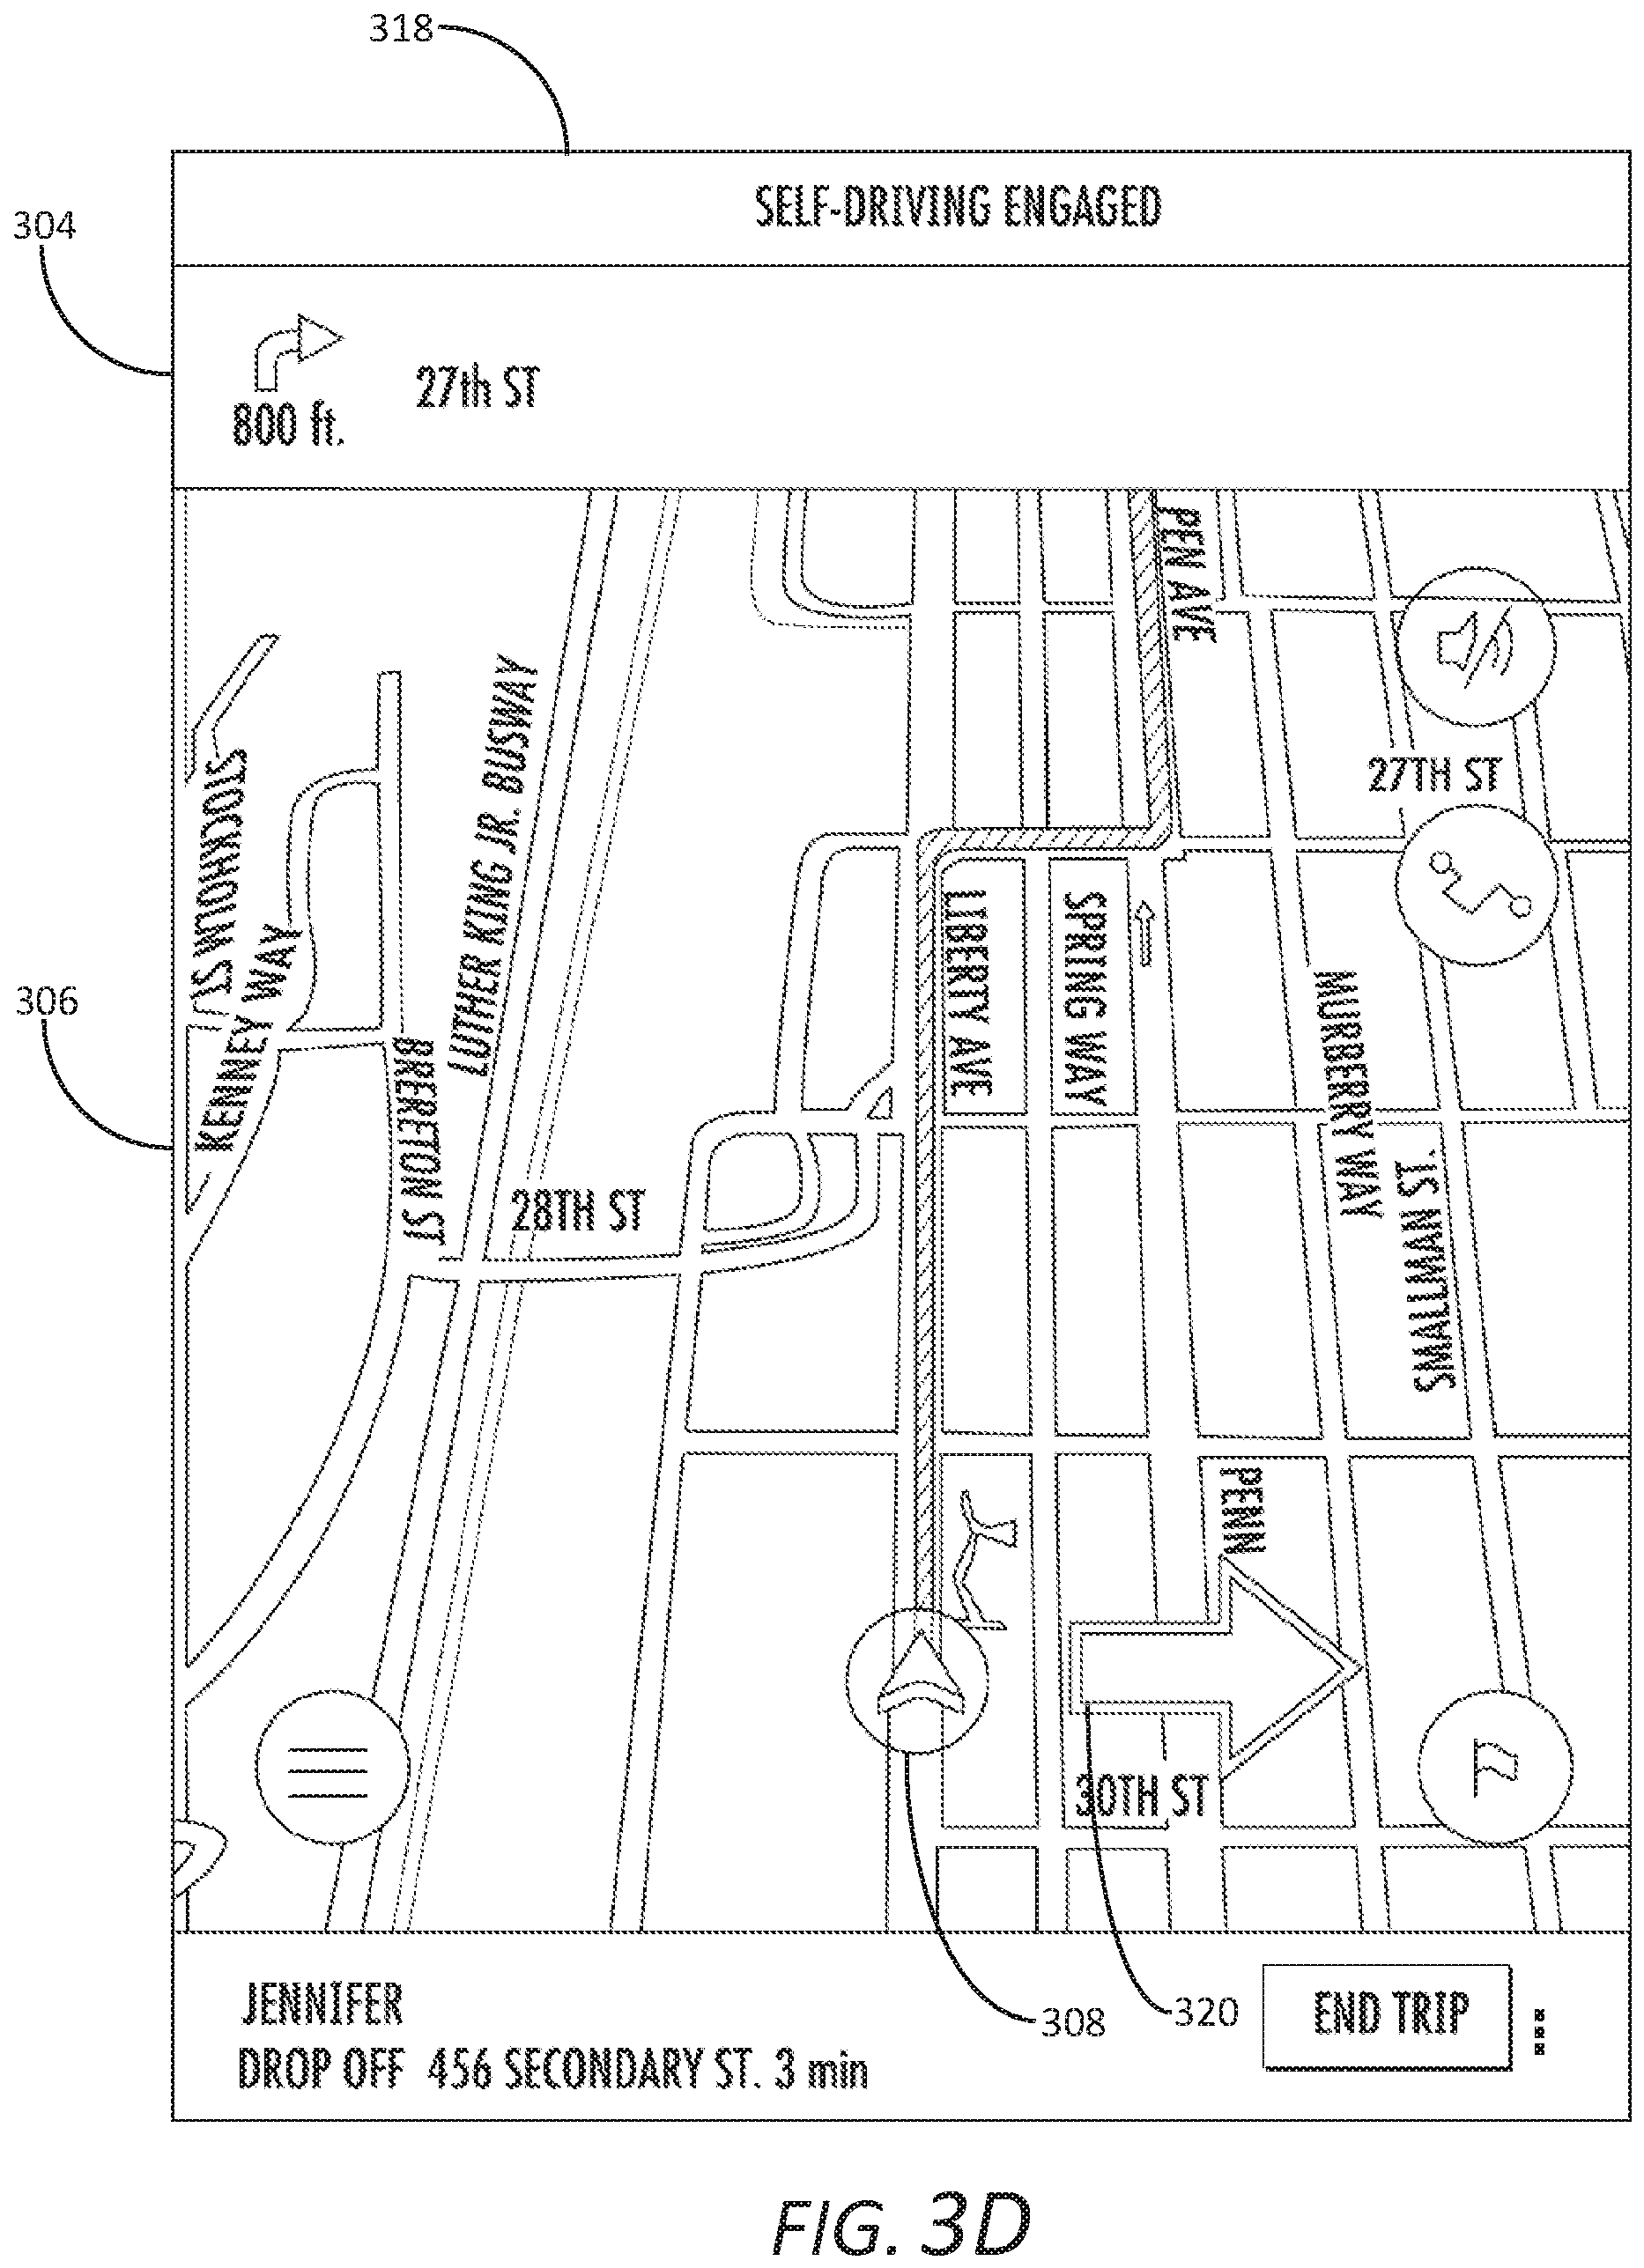 318
SELF-DRIVING ENGAGED
304
800 ft.
27th ST
PEN AVE
27TH ST
STOCKHOLM ST
KENNEY WAY
306
BRERETON ST
LUTHER KING JR. BUSWAY
28TH ST
LIBERTY AVE
SPRING WAY
MURBERRY WAY
SMALLMAN ST.
PENN
30TH ST
JENNIFER
DROP OFF 456 SECONDARY ST. 3 min
308
320
END TRIP
FIG. 3D